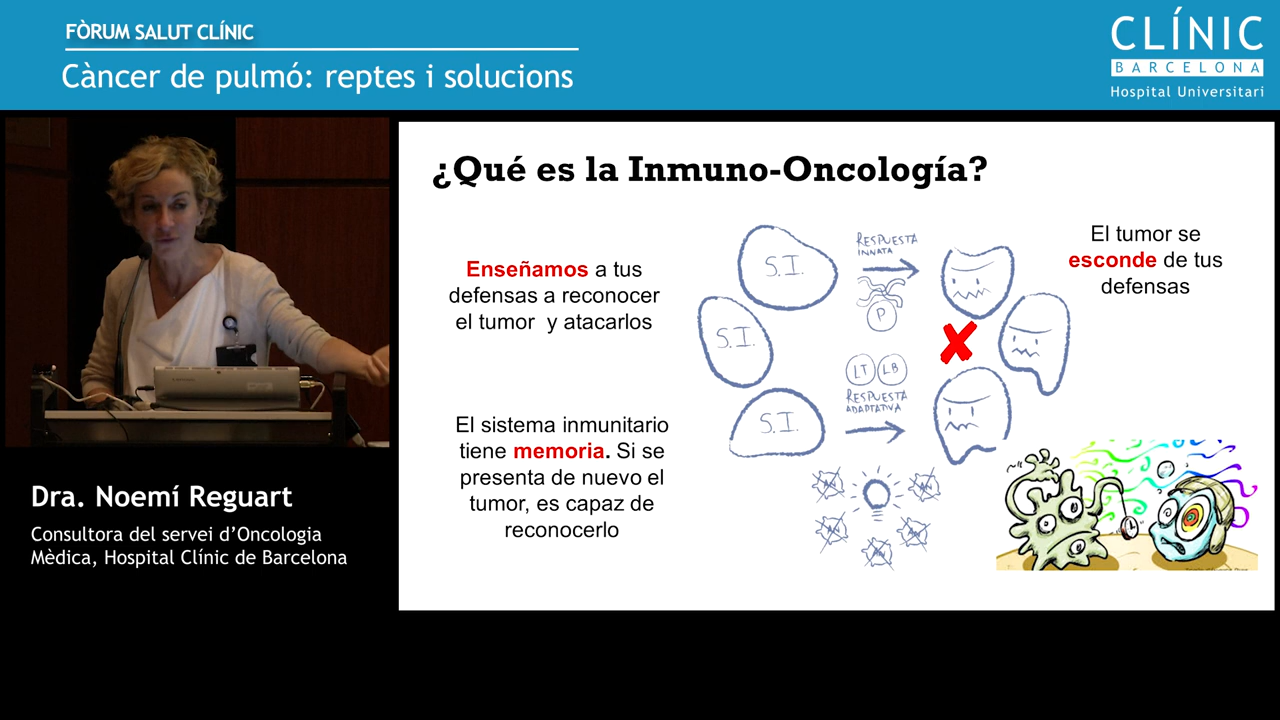 FÒRUM SALUT CLÍNIC
Càncer de pulmó: reptes i solucions
CLÍNIC
BARCELONA
Hospital Universitari
¿Qué es la Inmuno-Oncología?
Enseñamos a tus
defensas a reconocer
el tumor y atacarlos
El sistema inmunitario
tiene memoria. Si se
presenta de nuevo el
tumor, es capaz de
reconocerlo
S.I.
S.I.
S.I.
RESPUESTA
INNATA
P
LT LB
RESPUESTA
ADAPTATIVA
El tumor se
esconde de tus
defensas
Dra. Noemí Reguart
Consultora del servei d'Oncologia
Mèdica, Hospital Clínic de Barcelona